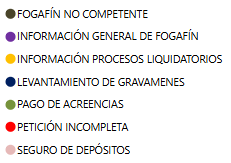 FOGAFÍN NO COMPETENTE
INFORMACIÓN GENERAL DE FOGAFÍN
INFORMACIÓN PROCESOS LIQUIDATORIOS
LEVANTAMIENTO DE GRAVAMENES
PAGO DE ACREENCIAS
PETICIÓN INCOMPLETA
SEGURO DE DEPÓSITOS